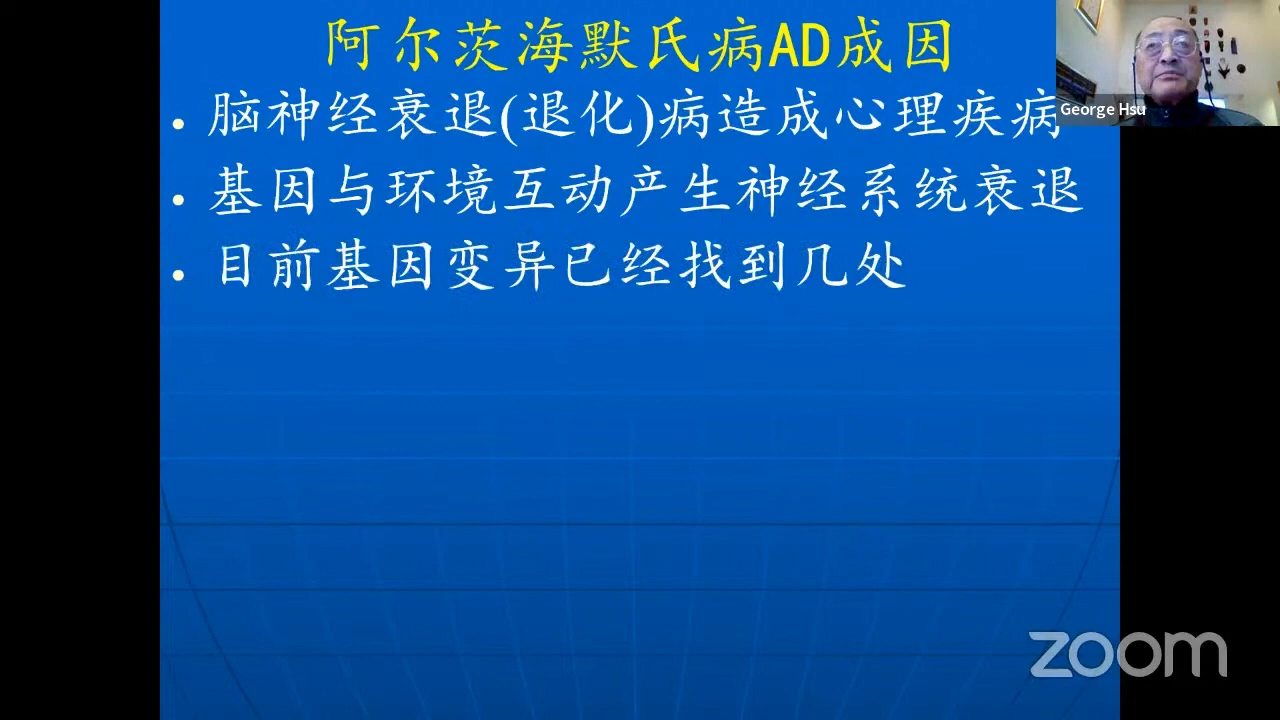 阿尔茨海默氏病AD成因
• 脑神经衰退(退化)病造成心理疾病
• 基因与环境互动产生神经系统衰退
• 目前基因变异已经找到几处
George Hsu
zoom